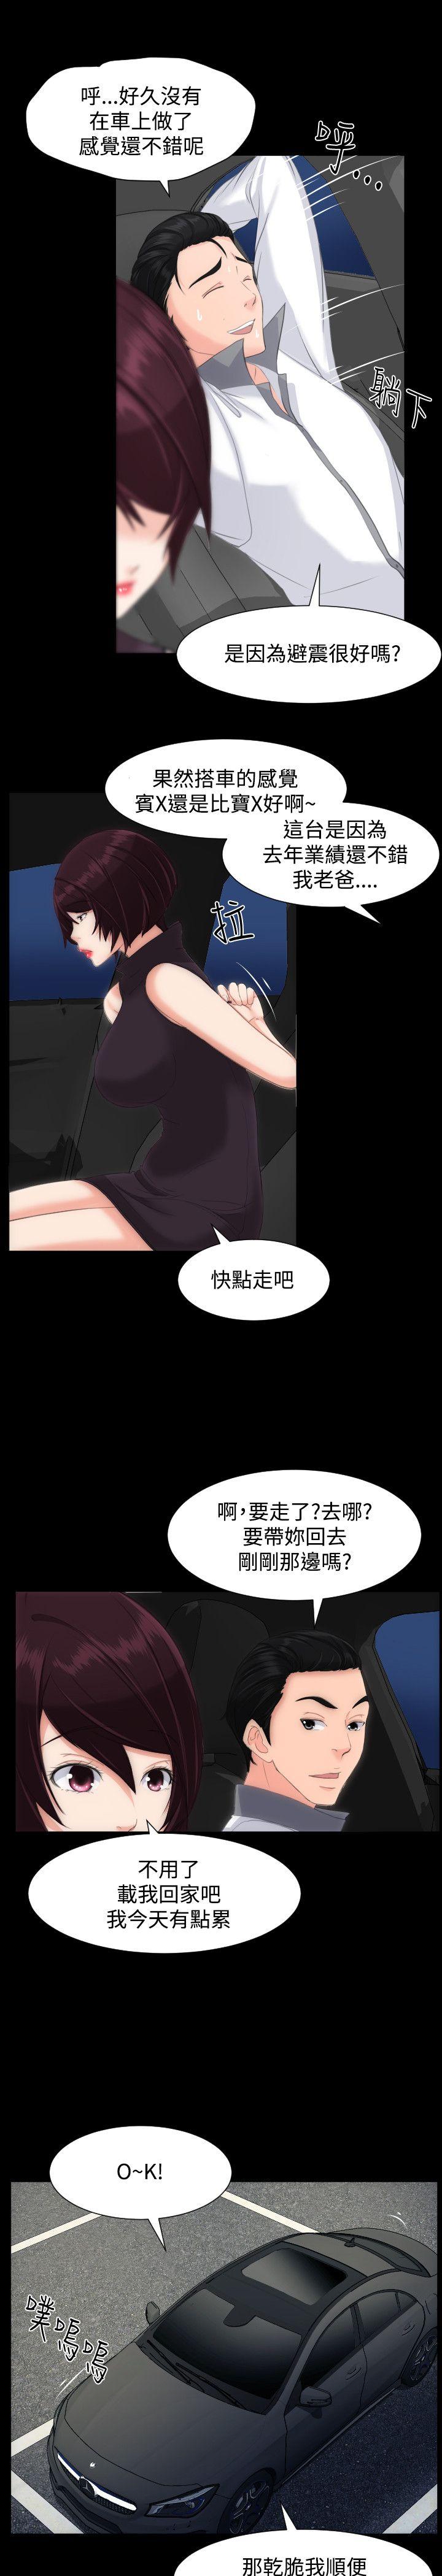 呼...好久沒有
在車上做了
感覺還不錯呢
呼...
躺下
是因為避震很好嗎?
果然搭車的感覺
賓X還是比寶X好啊~
這台是因為
去年業績還不錯
我老爸....
拉
快點走吧
啊,要走了?去哪?
要帶妳回去
剛剛那邊嗎?
不用了
載我回家吧
我今天有點累
O~K!
噗嗚嗚
那乾脆我順便